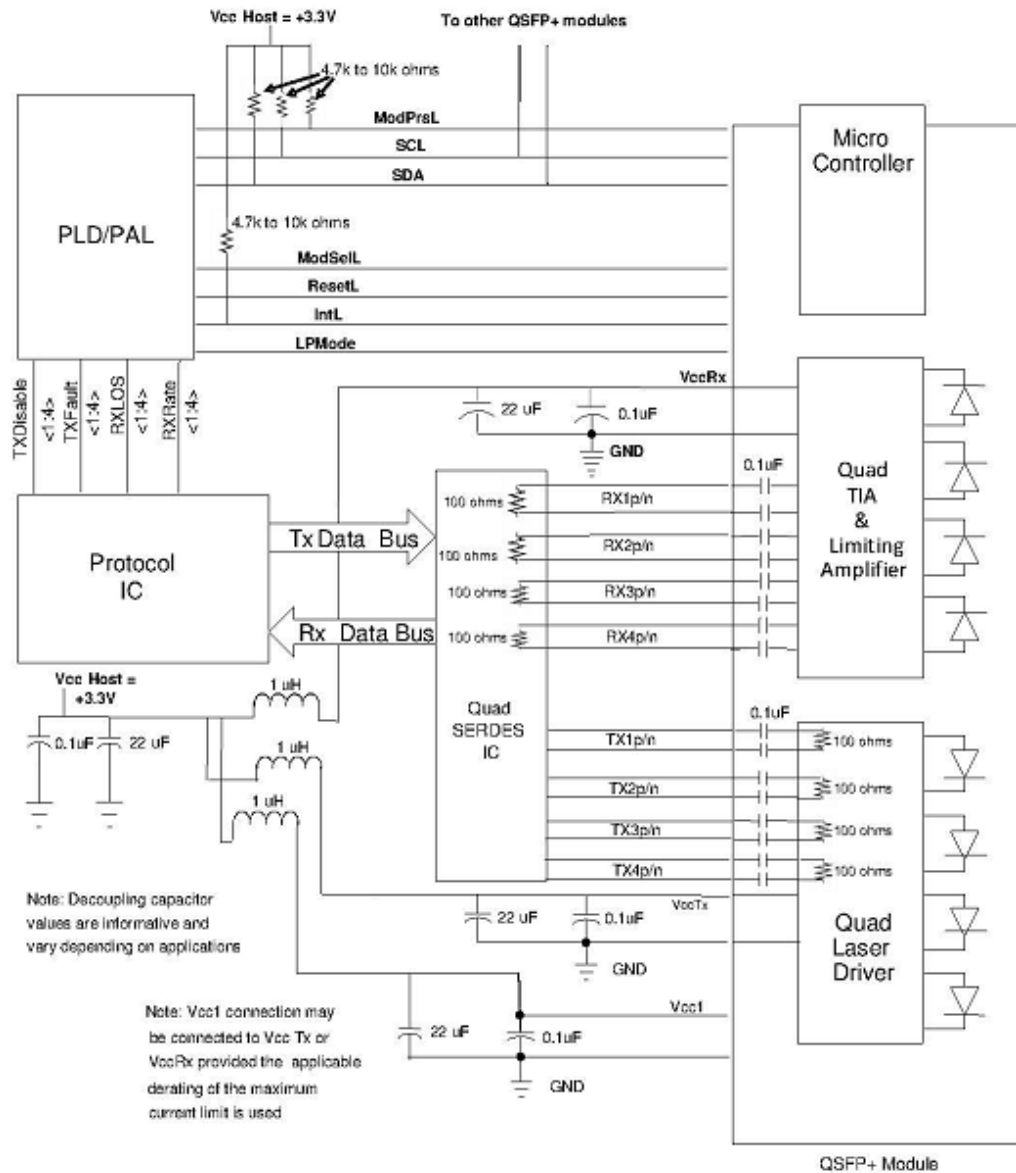 Vcc Host = +3.3V
To other QSFP+ modules
4.7k to 10k ohms
ModPrsL
SCL
SDA
PLD/PAL
4.7k to 10k ohms
ModSelL
ResetL
IntL
LPMode
Micro
Controller
TXDisable
<1:4>
TXFault
<1:4>
RXLOS
<1:4>
RXRate
<1:4>
VccRx
22 uF
0.1uF
GND
Protocol
IC
Tx Data Bus
Rx Data Bus
100 ohms
100 ohms
100 ohms
100 ohms
RX1p/n
RX2p/n
RX3p/n
RX4p/n
0.1uF
Quad
TIA
&
Limiting
Amplifier
Vcc Host =
+3.3V
0.1uF
22 uF
1 uH
1 uH
1 uH
Quad
SERDES
IC
TX1p/n
TX2p/n
TX3p/n
TX4p/n
0.1uF
100 ohms
100 ohms
100 ohms
100 ohms
Quad
Laser
Driver
VccTx
22 uF
0.1uF
GND
Note: Decoupling capacitor
values are informative and
vary depending on applications
Vcc1
22 uF
0.1uF
GND
Note: Vcc1 connection may
be connected to Vcc Tx or
VccRx provided the applicable
derating of the maximum
current limit is used
QSFP+ Module